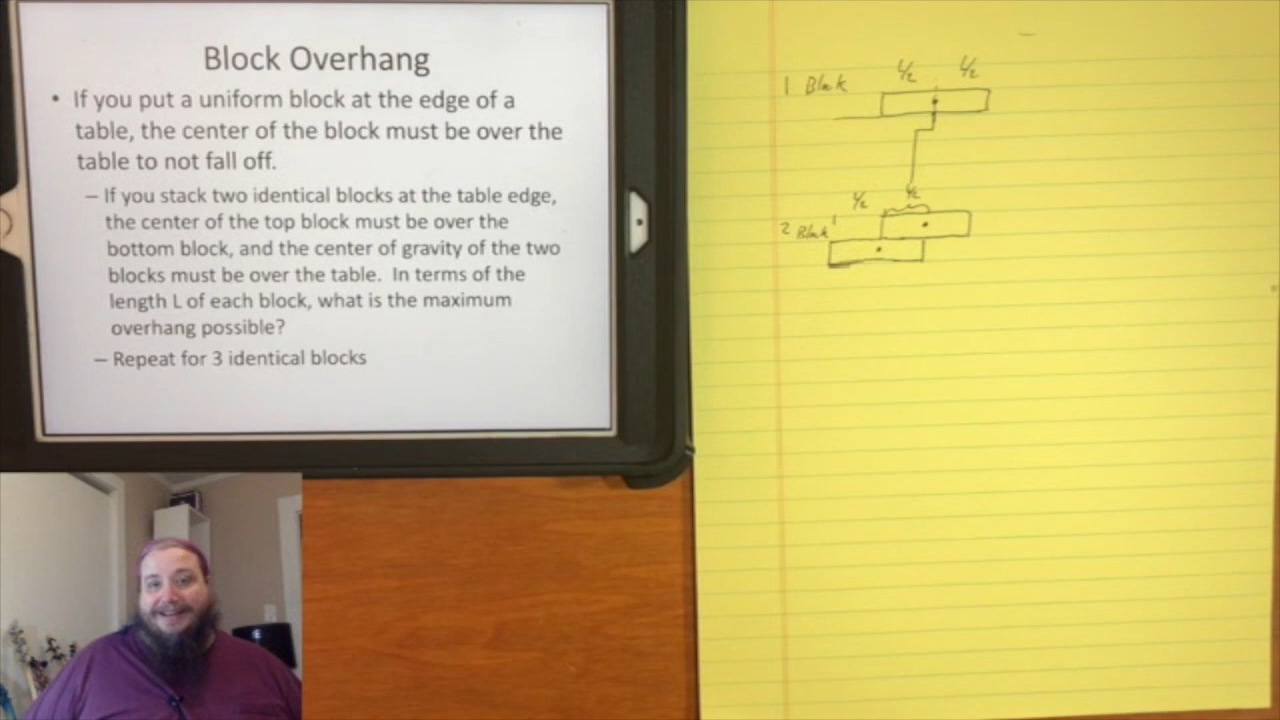 Block Overhang
• If you put a uniform block at the edge of a
table, the center of the block must be over the
table to not fall off.
– If you stack two identical blocks at the table edge,
the center of the top block must be over the
bottom block, and the center of gravity of the two
blocks must be over the table. In terms of the
length L of each block, what is the maximum
overhang possible?
– Repeat for 3 identical blocks
1 Block L/2 L/2
L/2 L/2
2 Block